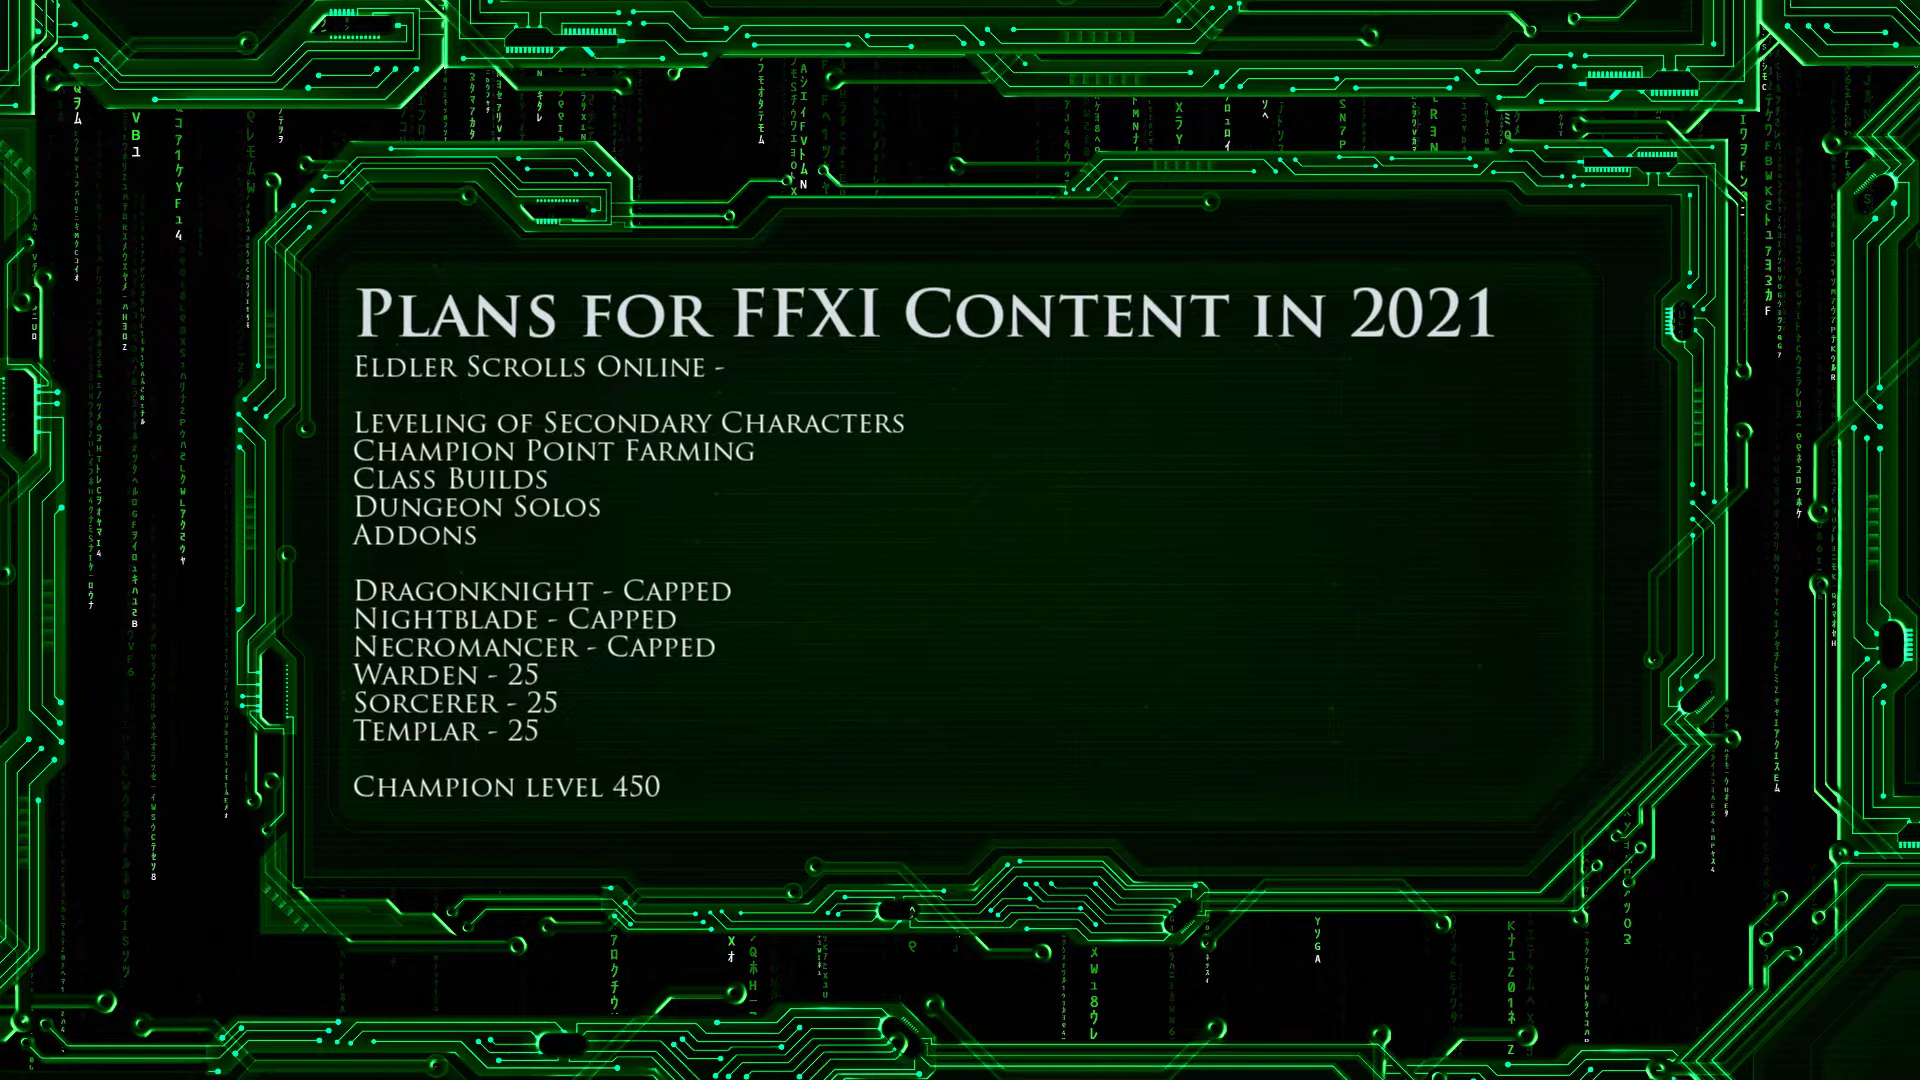 Plans for FFXI Content in 2021
Eldler Scrolls Online -
Leveling of Secondary Characters
Champion Point Farming
Class Builds
Dungeon Solos
Addons
Dragonknight - Capped
Nightblade - Capped
Necromancer - Capped
Warden - 25
Sorcerer - 25
Templar - 25
Champion level 450